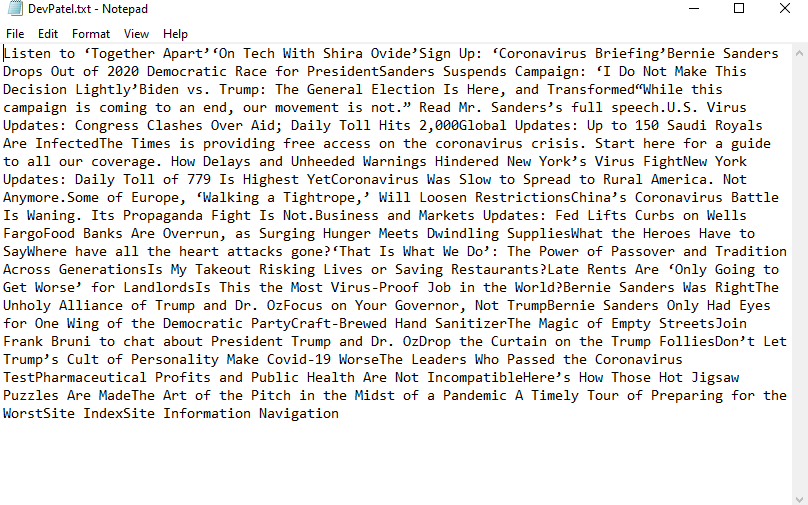 DevPatel.txt - Notepad
File Edit Format View Help
Listen to ‘Together Apart’‘On Tech With Shira Ovide’Sign Up: ‘Coronavirus Briefing’Bernie Sanders
Drops Out of 2020 Democratic Race for PresidentSanders Suspends Campaign: ‘I Do Not Make This
Decision Lightly’Biden vs. Trump: The General Election Is Here, and Transformed“While this
campaign is coming to an end, our movement is not.” Read Mr. Sanders’s full speech.U.S. Virus
Updates: Congress Clashes Over Aid; Daily Toll Hits 2,000Global Updates: Up to 150 Saudi Royals
Are InfectedThe Times is providing free access on the coronavirus crisis. Start here for a guide
to all our coverage. How Delays and Unheeded Warnings Hindered New York’s Virus FightNew York
Updates: Daily Toll of 779 Is Highest YetCoronavirus Was Slow to Spread to Rural America. Not
Anymore.Some of Europe, ‘Walking a Tightrope,’ Will Loosen RestrictionsChina’s Coronavirus Battle
Is Waning. Its Propaganda Fight Is Not.Business and Markets Updates: Fed Lifts Curbs on Wells
FargoFood Banks Are Overrun, as Surging Hunger Meets Dwindling SuppliesWhat the Heroes Have to
SayWhere have all the heart attacks gone?‘That Is What We Do’: The Power of Passover and Tradition
Across GenerationsIs My Takeout Risking Lives or Saving Restaurants?Late Rents Are ‘Only Going to
Get Worse’ for LandlordsIs This the Most Virus-Proof Job in the World?Bernie Sanders Was RightThe
Unholy Alliance of Trump and Dr. OzFocus on Your Governor, Not TrumpBernie Sanders Only Had Eyes
for One Wing of the Democratic PartyCraft-Brewed Hand SanitizerThe Magic of Empty StreetsJoin
Frank Bruni to chat about President Trump and Dr. OzDrop the Curtain on the Trump FolliesDon’t Let
Trump’s Cult of Personality Make Covid-19 WorseThe Leaders Who Passed the Coronavirus
TestPharmaceutical Profits and Public Health Are Not IncompatibleHere’s How Those Hot Jigsaw
Puzzles Are MadeThe Art of the Pitch in the Midst of a Pandemic A Timely Tour of Preparing for the
WorstSite IndexSite Information Navigation